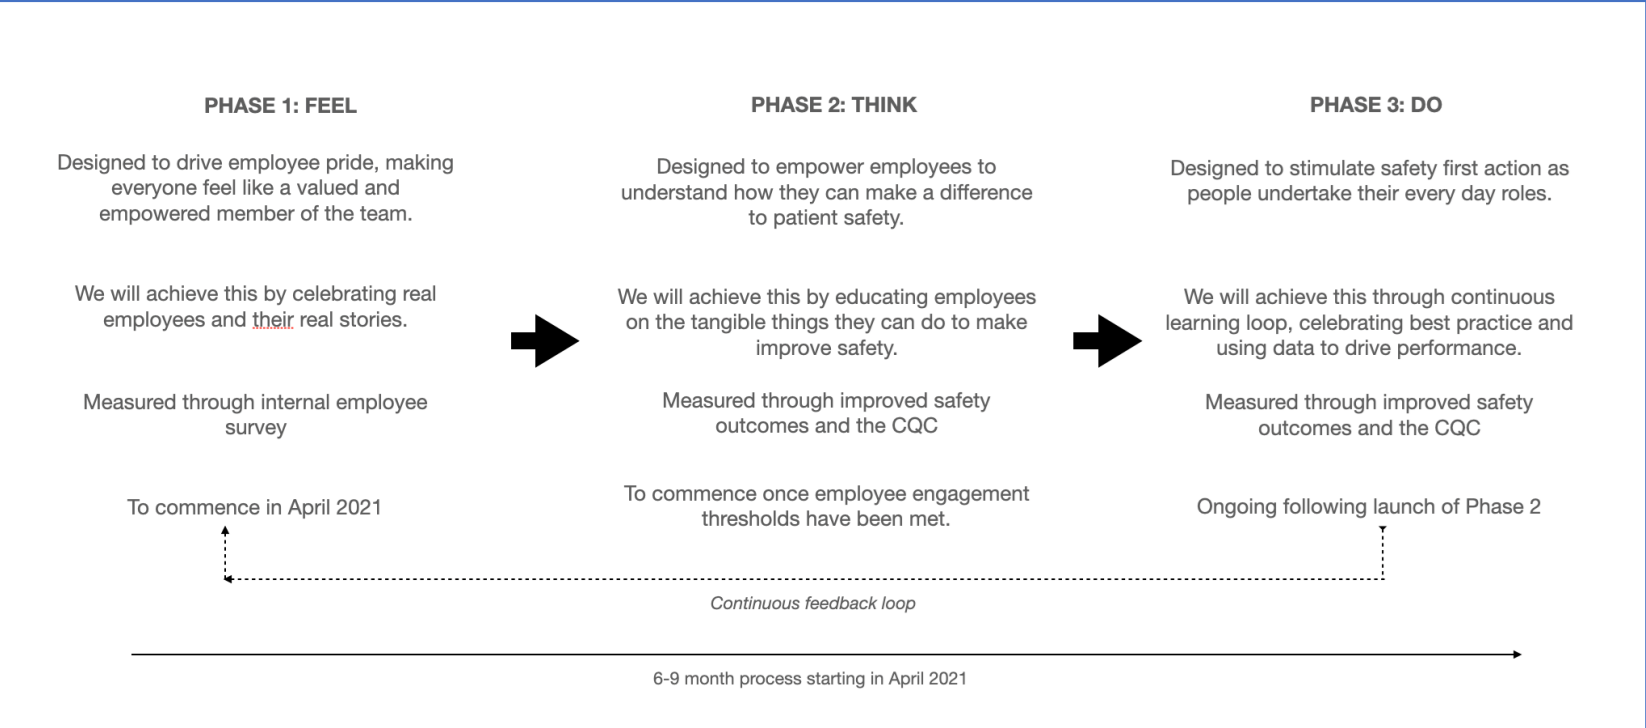 PHASE 1: FEEL
Designed to drive employee pride, making
everyone feel like a valued and
empowered member of the team.
We will achieve this by celebrating real
employees and their real stories.
Measured through internal employee
survey
To commence in April 2021
PHASE 2: THINK
Designed to empower employees to
understand how they can make a difference
to patient safety.
We will achieve this by educating employees
on the tangible things they can do to make
improve safety.
Measured through improved safety
outcomes and the CQC
To commence once employee engagement
thresholds have been met.
PHASE 3: DO
Designed to stimulate safety first action as
people undertake their every day roles.
We will achieve this through continuous
learning loop, celebrating best practice and
using data to drive performance.
Measured through improved safety
outcomes and the CQC
Ongoing following launch of Phase 2
Continuous feedback loop
6-9 month process starting in April 2021